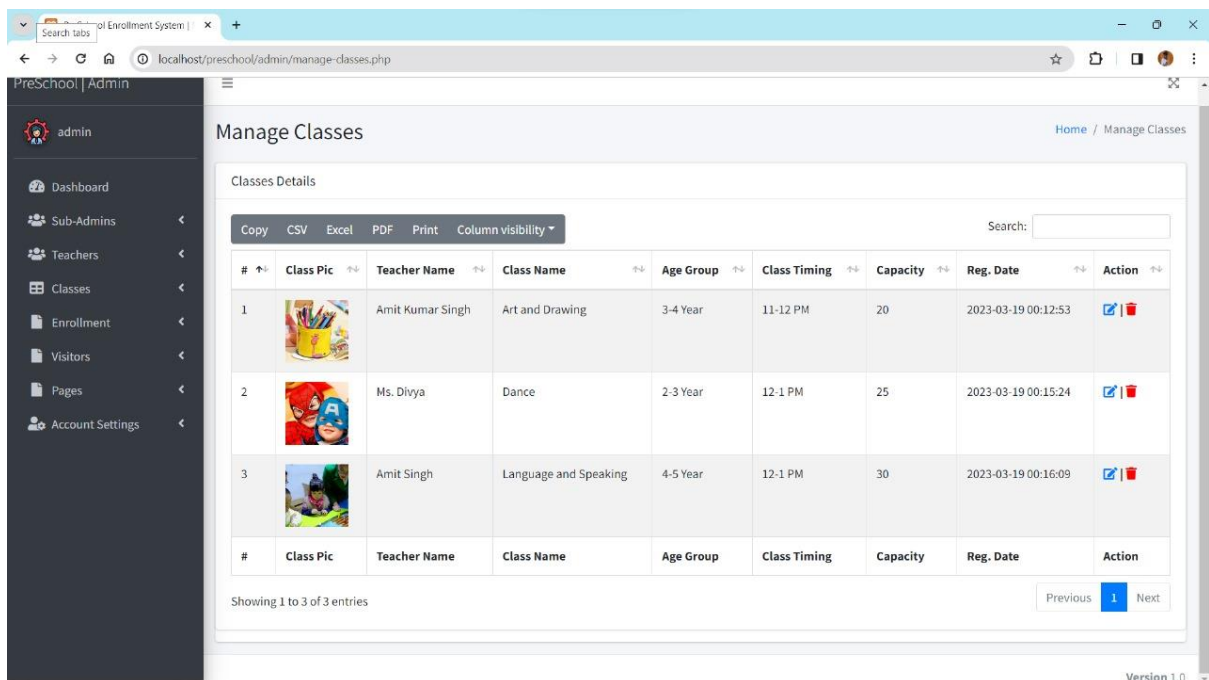 ol Enrollment System |
Search tabs
localhost/preschool/admin/manage-classes.php
PreSchool | Admin
admin
Dashboard
Sub-Admins
Teachers
Classes
Enrollment
Visitors
Pages
Account Settings
Manage Classes
Home / Manage Classes
Classes Details
Copy CSV Excel PDF Print Column visibility
Search:
# Class Pic Teacher Name Class Name Age Group Class Timing Capacity Reg. Date Action
1 Amit Kumar Singh Art and Drawing 3-4 Year 11-12 PM 20 2023-03-19 00:12:53 |
2 Ms. Divya Dance 2-3 Year 12-1 PM 25 2023-03-19 00:15:24 |
3 Amit Singh Language and Speaking 4-5 Year 12-1 PM 30 2023-03-19 00:16:09 |
# Class Pic Teacher Name Class Name Age Group Class Timing Capacity Reg. Date Action
Showing 1 to 3 of 3 entries
Previous 1 Next
Version 1.0